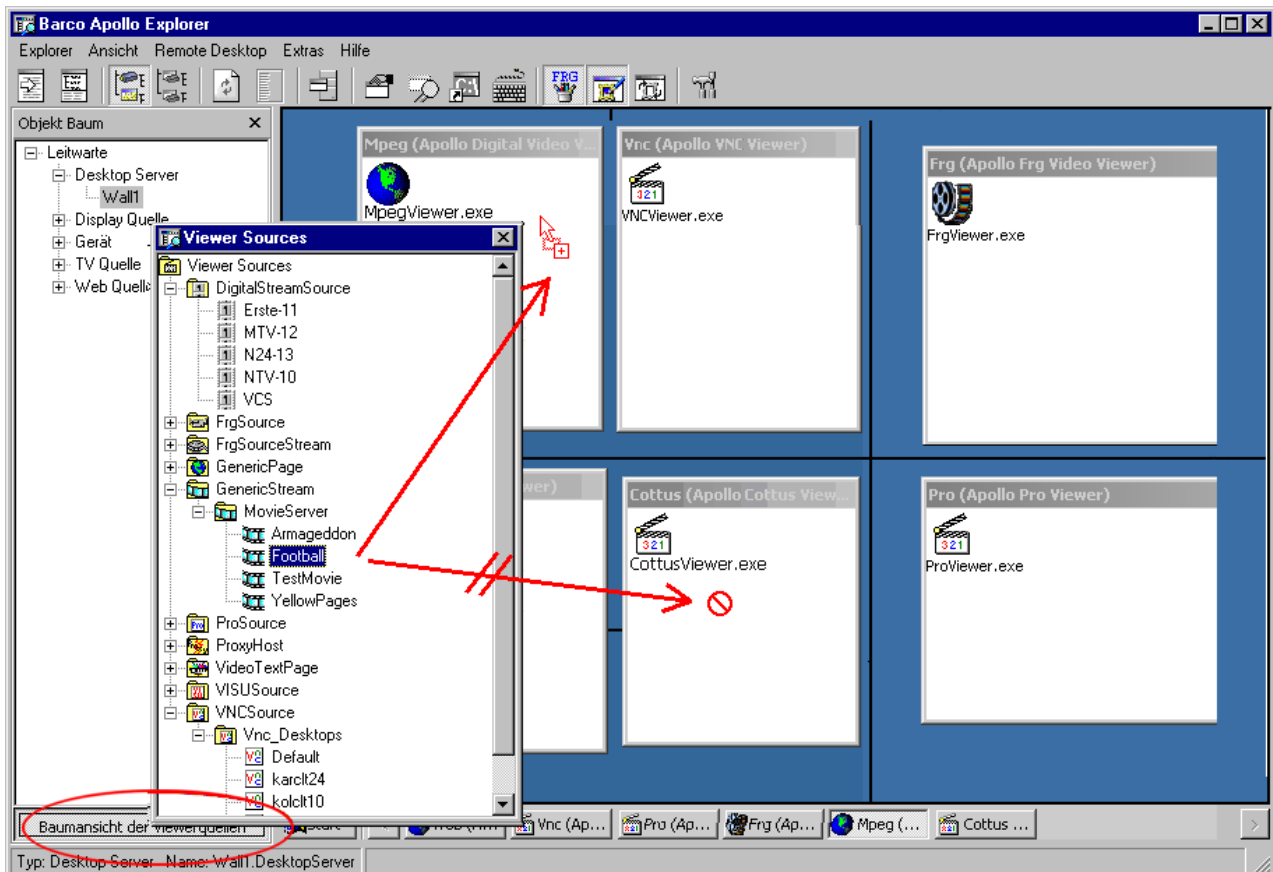 Barco Apollo Explorer
Explorer Ansicht Remote Desktop Extras Hilfe
FRG
Objekt Baum
Leitwarte
Desktop Server
Wall1
Display Quelle
Gerät
TV Quelle
Web Quelle
Mpeg (Apollo Digital Video V...
MpegViewer.exe
Vnc (Apollo VNC Viewer)
321
VNCViewer.exe
Frg (Apollo Frg Video Viewer)
FrgViewer.exe
Viewer Sources
Viewer Sources
DigitalStreamSource
Erste-11
MTV-12
N24-13
NTV-10
VCS
FrgSource
FrgSourceStream
GenericPage
GenericStream
MovieServer
Armageddon
Football
TestMovie
YellowPages
ProSource
ProxyHost
VideoTextPage
VISUSource
VNCSource
Vnc_Desktops
Default
karclt24
kolclt10
wer)
Cottus (Apollo Cottus View...
321
CottusViewer.exe
Pro (Apollo Pro Viewer)
321
ProViewer.exe
Baumansicht der Viewerquellen
Start
Vnc (Ap...
Pro (Ap...
Frg (Ap...
Mpeg (...
Cottus ...
Typ: Desktop Server Name: Wall1.DesktopServer